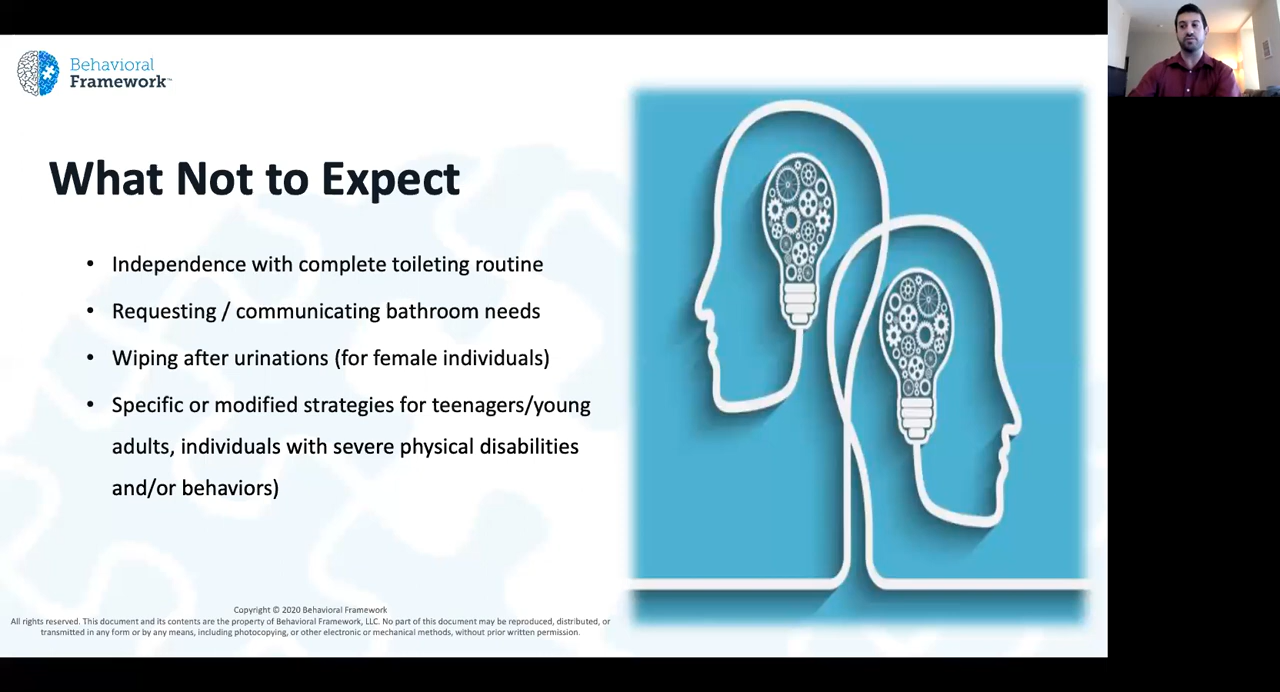 Behavioral
Framework™
What Not to Expect
• Independence with complete toileting routine
• Requesting / communicating bathroom needs
• Wiping after urinations (for female individuals)
• Specific or modified strategies for teenagers/young
adults, individuals with severe physical disabilities
and/or behaviors)
Copyright © 2020 Behavioral Framework
All rights reserved. This document and its contents are the property of Behavioral Framework, LLC. No part of this document may be reproduced, distributed, or
transmitted in any form or by any means, including photocopying, or other electronic or mechanical methods, without prior written permission.